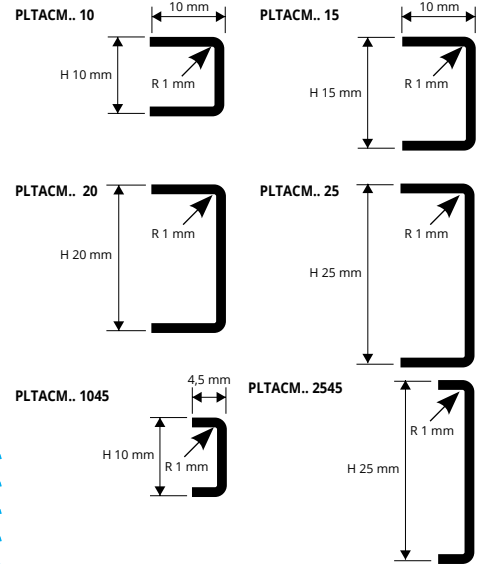 PLTACM.. 10
10 mm
H 10 mm
R 1 mm
PLTACM.. 15
10 mm
H 15 mm
R 1 mm
PLTACM.. 20
H 20 mm
R 1 mm
PLTACM.. 25
H 25 mm
R 1 mm
PLTACM.. 1045
4,5 mm
H 10 mm
R 1 mm
PLTACM.. 2545
H 25 mm
R 1 mm